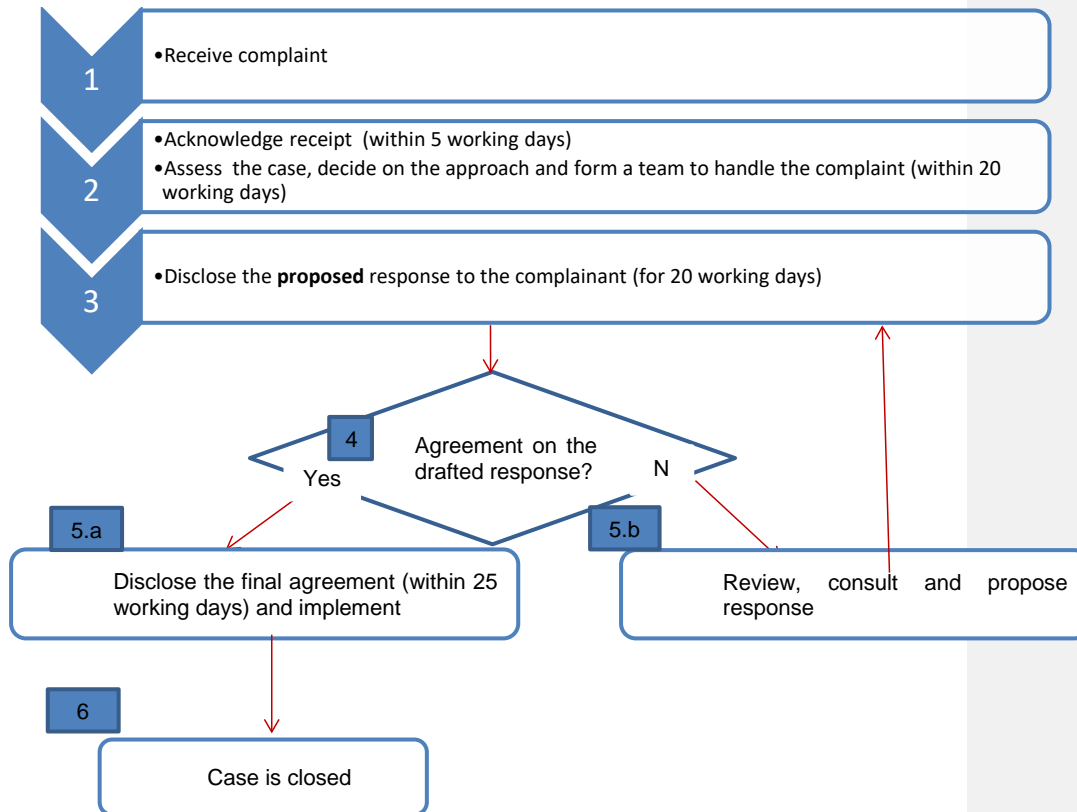 1
•Receive complaint
2
•Acknowledge receipt (within 5 working days)
•Assess the case, decide on the approach and form a team to handle the complaint (within 20
working days)
3
•Disclose the proposed response to the complainant (for 20 working days)
4
Agreement on the
drafted response?
Yes
N
5.a
5.b
Disclose the final agreement (within 25
working days) and implement
Review, consult and propose
response
6
Case is closed